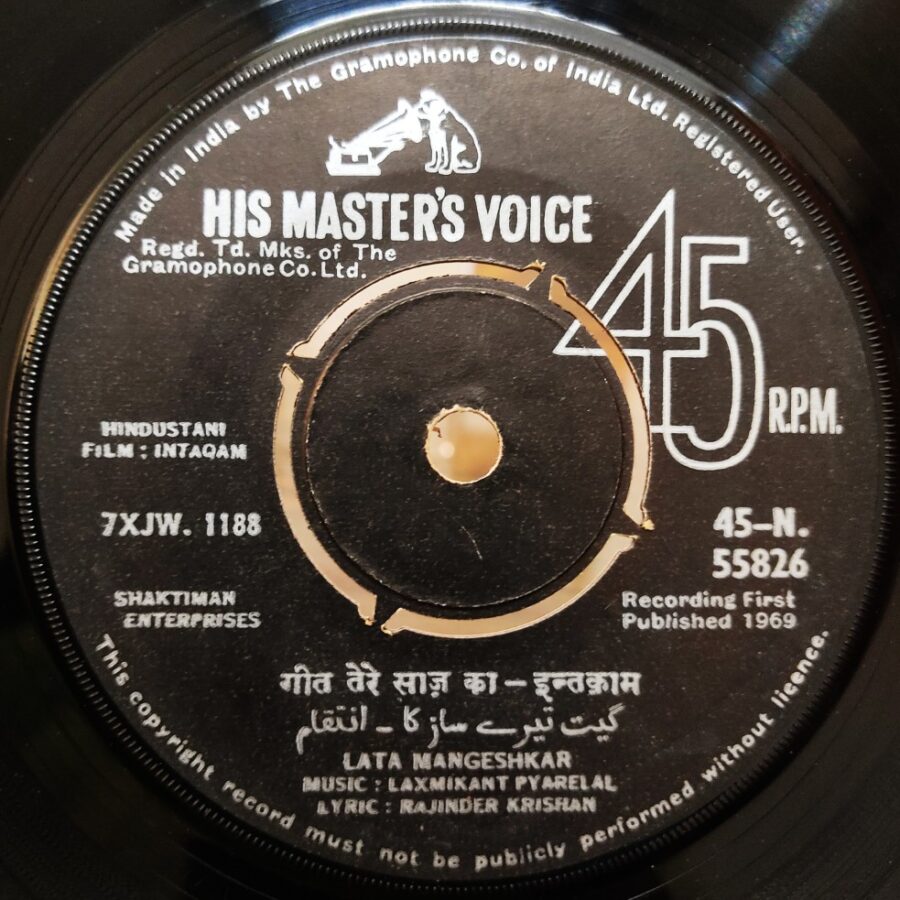 Made in India by The Gramophone Co. of India Ltd. Registered User.
HIS MASTER'S VOICE
Regd. Td. Mks. of The
Gramophone Co. Ltd.
45
R.P.M.
HINDUSTANI
FILM : INTAQAM
7XJW. 1188
45-N.
55826
SHAKTIMAN
ENTERPRISES
Recording First
Published 1969
गीत तेरे साज़ का - इन्तक़ाम
گیت تیرے ساز کا - انتقام
LATA MANGESHKAR
MUSIC : LAXMIKANT PYARELAL
LYRIC : RAJINDER KRISHAN
This copyright record must not be publicly performed without licence.